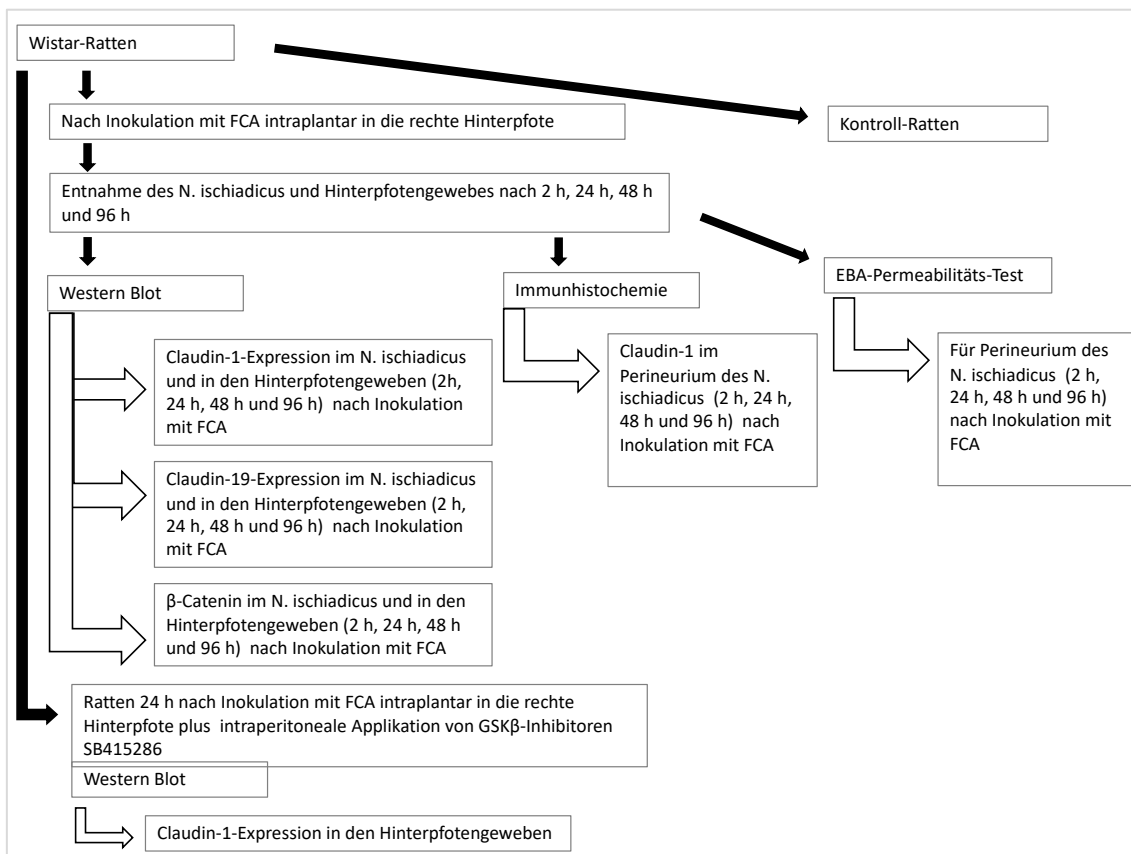 Wistar-Ratten
Nach Inokulation mit FCA intraplantar in die rechte Hinterpfote
Kontroll-Ratten
Entnahme des N. ischiadicus und Hinterpfotengewebes nach 2 h, 24 h, 48 h
und 96 h
Western Blot
Immunhistochemie
EBA-Permeabilitäts-Test
Claudin-1-Expression im N. ischiadicus
und in den Hinterpfotengeweben (2h,
24 h, 48 h und 96 h) nach Inokulation
mit FCA
Claudin-1 im
Perineurium des N.
ischiadicus (2 h, 24 h,
48 h und 96 h) nach
Inokulation mit FCA
Für Perineurium des
N. ischiadicus (2 h,
24 h, 48 h und 96 h)
nach Inokulation mit
FCA
Claudin-19-Expression im N. ischiadicus
und in den Hinterpfotengeweben (2 h,
24 h, 48 h und 96 h) nach Inokulation
mit FCA
β-Catenin im N. ischiadicus und in den
Hinterpfotengeweben (2 h, 24 h, 48 h
und 96 h) nach Inokulation mit FCA
Ratten 24 h nach Inokulation mit FCA intraplantar in die rechte
Hinterpfote plus intraperitoneale Applikation von GSKβ-Inhibitoren
SB415286
Western Blot
Claudin-1-Expression in den Hinterpfotengeweben